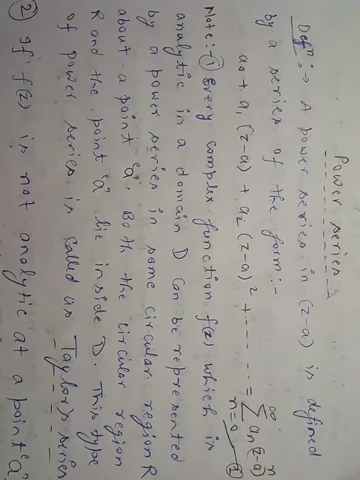 Power series
Defⁿ :→ A power series in (z-a) is defined
by a series of the form:-
a₀ + a₁ (z-a) + a₂ (z-a)² + ------ = ∞∑n=0 aₙ(z-a)ⁿ —①
Note:- ① Every complex function f(z) which is
analytic in a domain D can be represented
by a power series in some circular region R
about a point 'a'. Both the circular region
R and the point 'a' lie inside D. This type
of power series is called as Taylor's series
② If f(z) is not analytic at a point 'a'